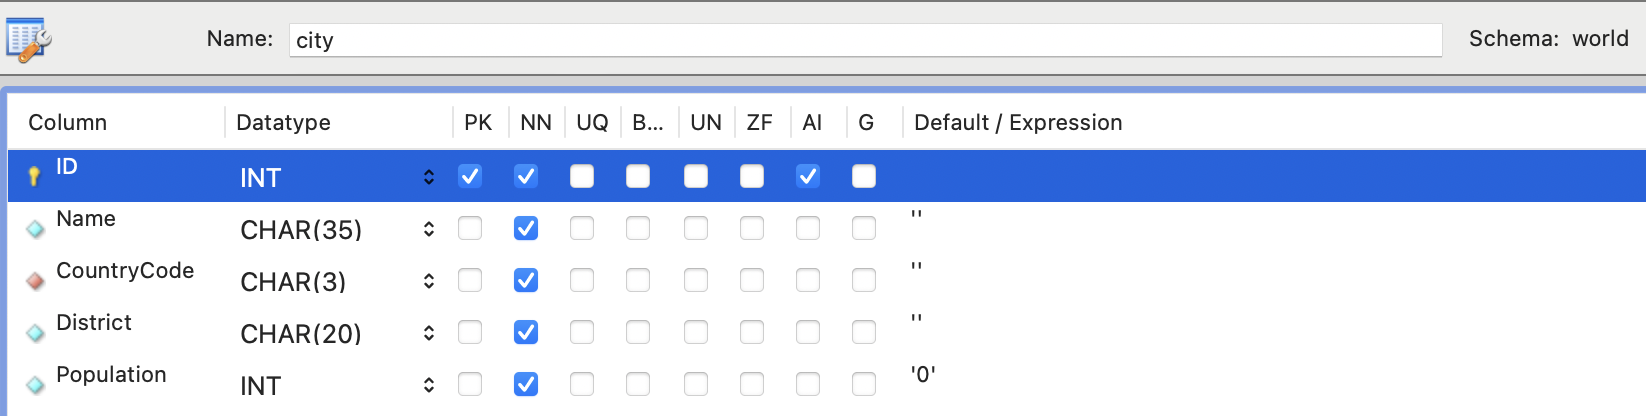 Name: city Schema: world
Column Datatype PK NN UQ B... UN ZF AI G Default / Expression
ID INT
Name CHAR(35) ''
CountryCode CHAR(3) ''
District CHAR(20) ''
Population INT '0'